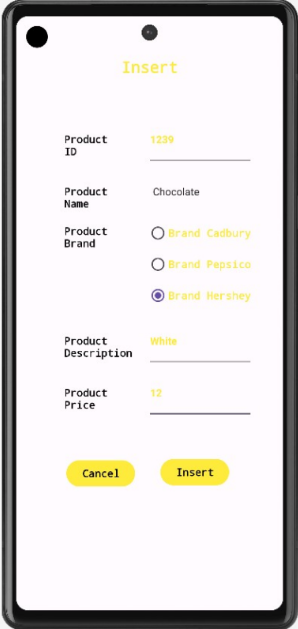 Insert
Product
ID
1239
Product
Name
Chocolate
Product
Brand
Brand Cadbury
Brand Pepsico
Brand Hershey
Product
Description
White
Product
Price
12
Cancel
Insert